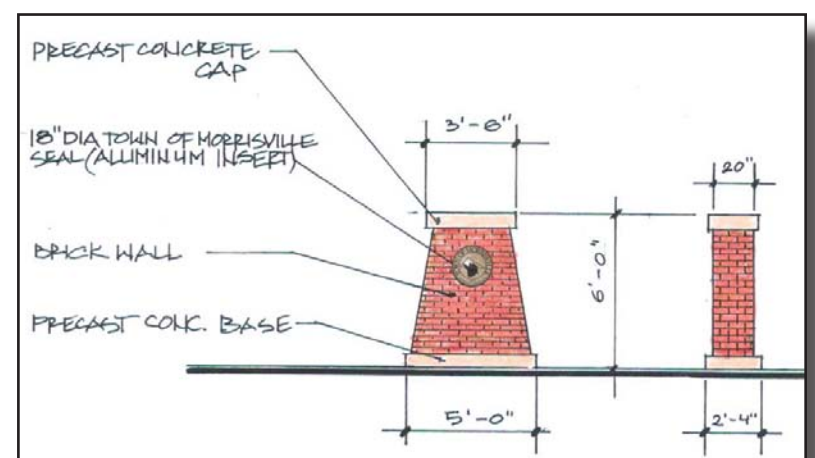 PRECAST CONCRETE
CAP
18" DIA TOWN OF MORRISVILLE
SEAL (ALUMINUM INSERT)
BRICK WALL
PRECAST CONC. BASE
3'-6"
20"
6'-0"
5'-0"
2'-4"